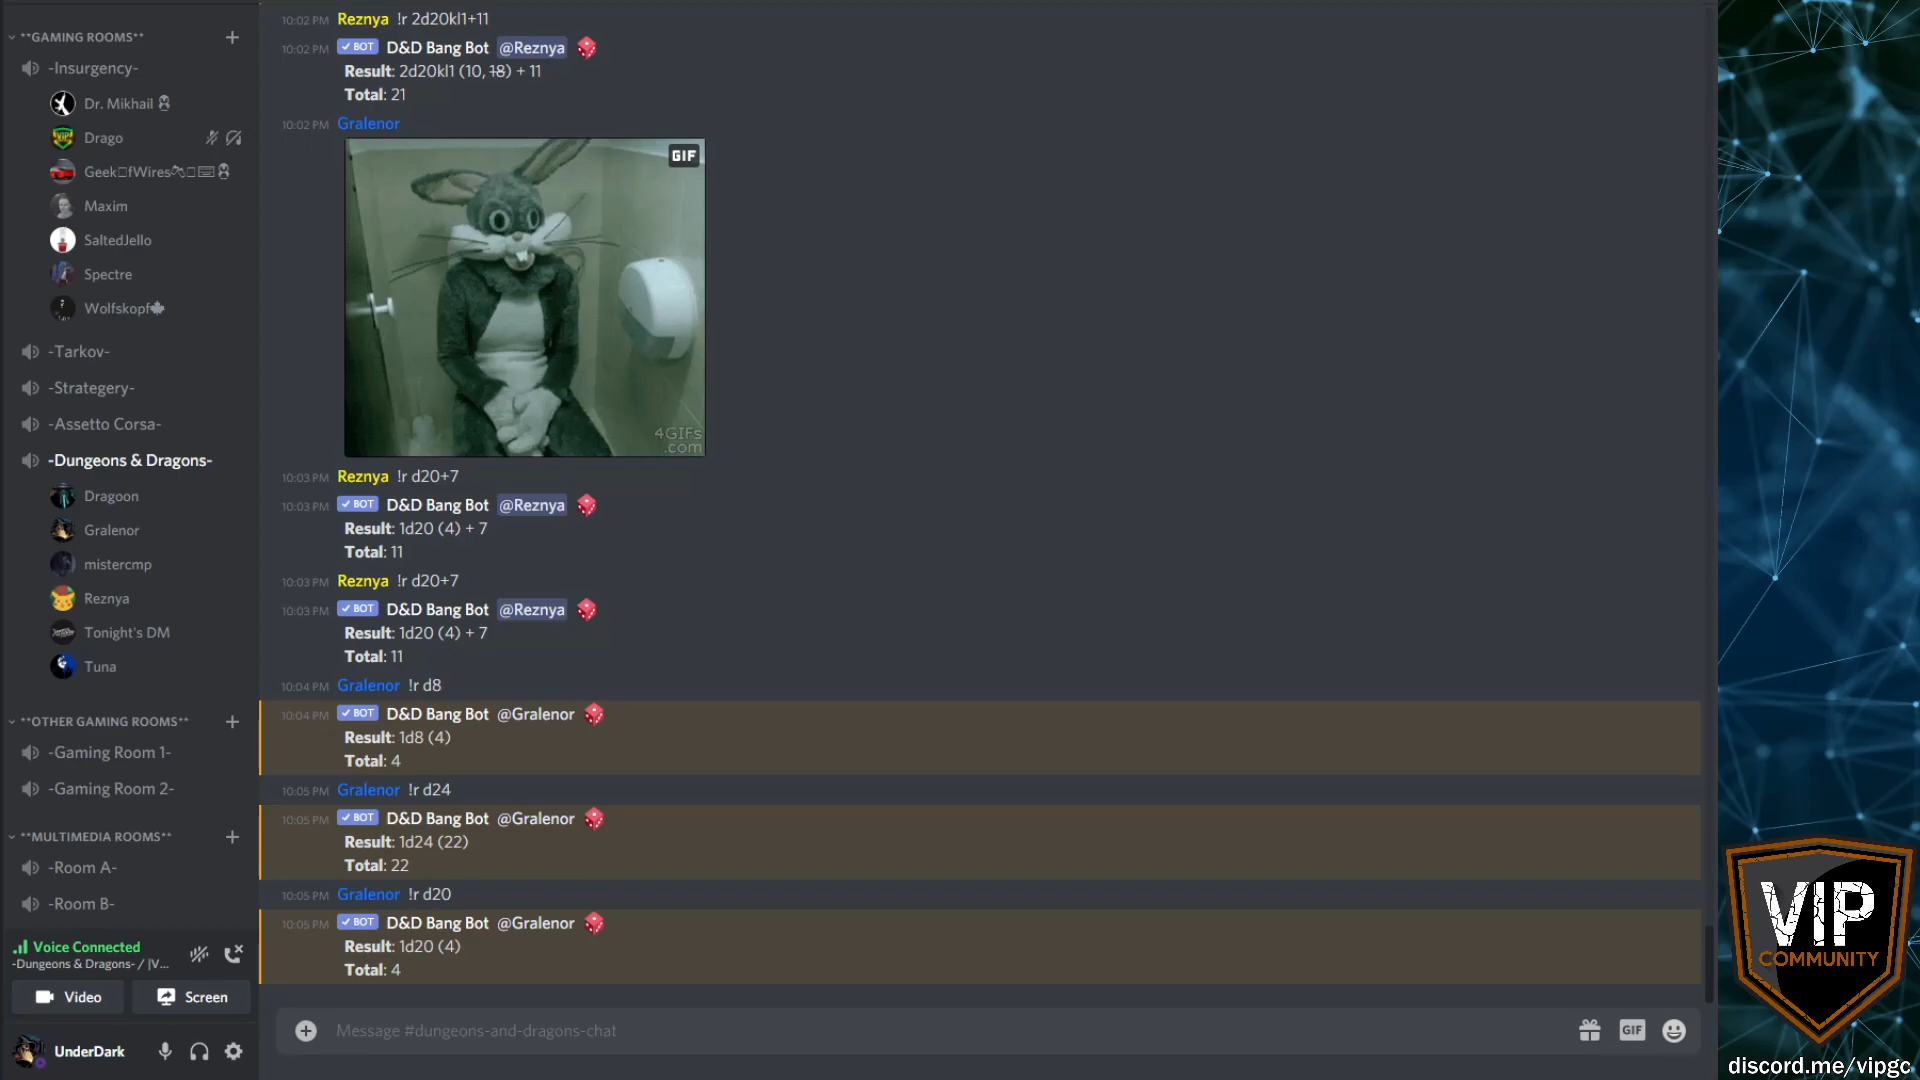 **GAMING ROOMS**
-Insurgency-
Dr. Mikhail
Drago
Geek▯fWires
Maxim
SaltedJello
Spectre
Wolfskopf
-Tarkov-
-Strategery-
-Assetto Corsa-
-Dungeons & Dragons-
Dragoon
Gralenor
mistercmp
Reznya
Tonight's DM
Tuna
**OTHER GAMING ROOMS**
-Gaming Room 1-
-Gaming Room 2-
**MULTIMEDIA ROOMS**
-Room A-
-Room B-
Voice Connected
-Dungeons & Dragons- / |V...
Video
Screen
UnderDark
10:02 PM Reznya !r 2d20kl1+11
10:02 PM BOT D&D Bang Bot @Reznya
Result: 2d20kl1 (10, 18) + 11
Total: 21
10:02 PM Gralenor
GIF
4GIFs
.com
10:03 PM Reznya !r d20+7
10:03 PM BOT D&D Bang Bot @Reznya
Result: 1d20 (4) + 7
Total: 11
10:03 PM Reznya !r d20+7
10:03 PM BOT D&D Bang Bot @Reznya
Result: 1d20 (4) + 7
Total: 11
10:04 PM Gralenor !r d8
10:04 PM BOT D&D Bang Bot @Gralenor
Result: 1d8 (4)
Total: 4
10:05 PM Gralenor !r d24
10:05 PM BOT D&D Bang Bot @Gralenor
Result: 1d24 (22)
Total: 22
10:05 PM Gralenor !r d20
10:05 PM BOT D&D Bang Bot @Gralenor
Result: 1d20 (4)
Total: 4
Message #dungeons-and-dragons-chat
GIF
VIP
COMMUNITY
discord.me/vipgc